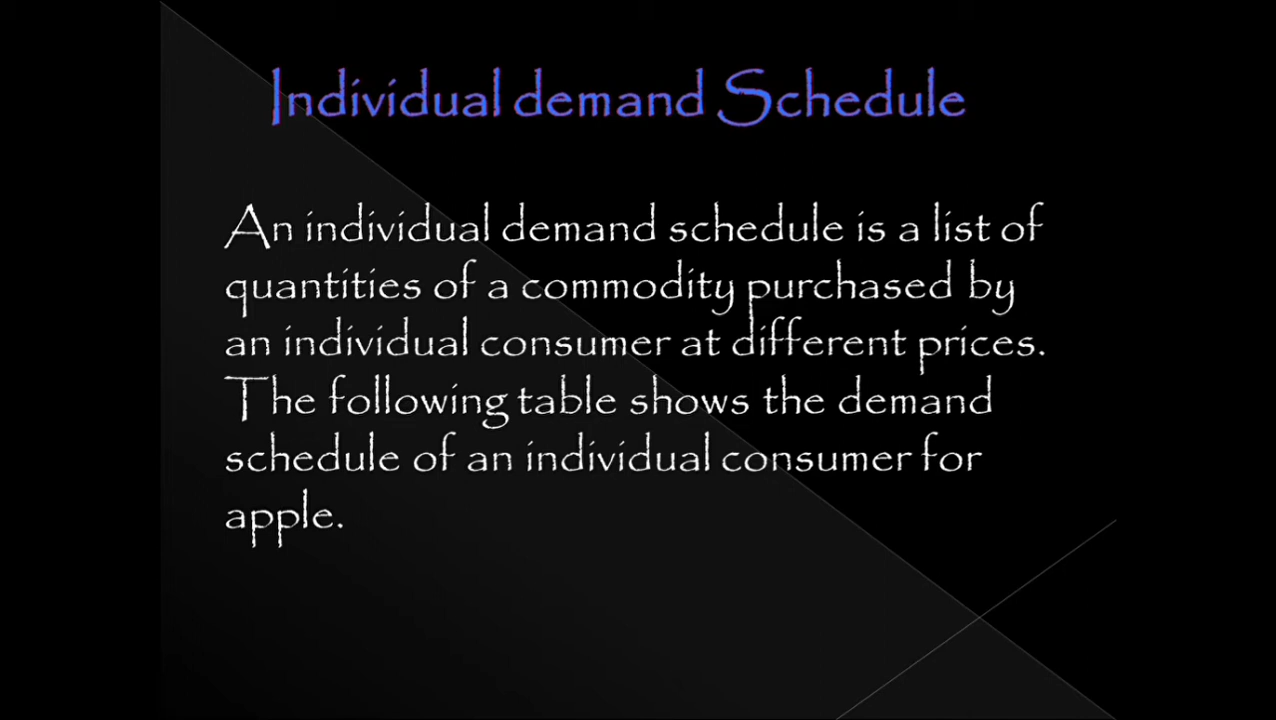 Individual demand Schedule
An individual demand schedule is a list of
quantities of a commodity purchased by
an individual consumer at different prices.
The following table shows the demand
schedule of an individual consumer for
apple.